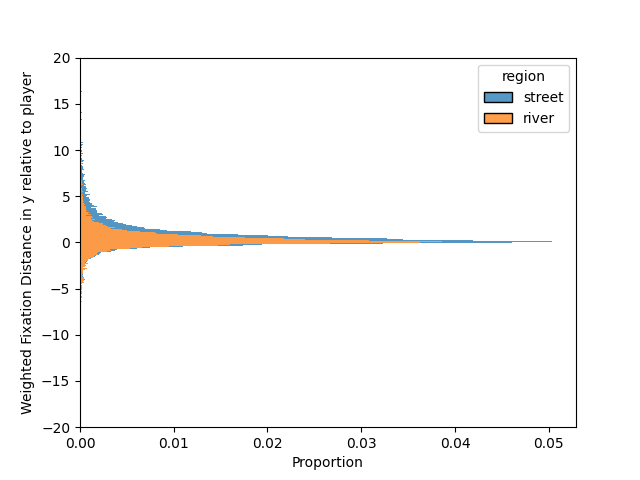 region
street
river
20
15
10
5
0
−5
−10
−15
−20
Weighted Fixation Distance in y relative to player
0.00 0.01 0.02 0.03 0.04 0.05
Proportion